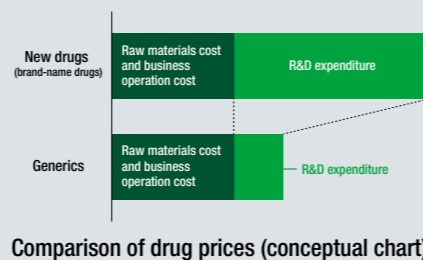 New drugs
(brand-name drugs)
Raw materials cost
and business
operation cost
R&D expenditure
Generics
Raw materials cost
and business
operation cost
R&D expenditure
Comparison of drug prices (conceptual chart)